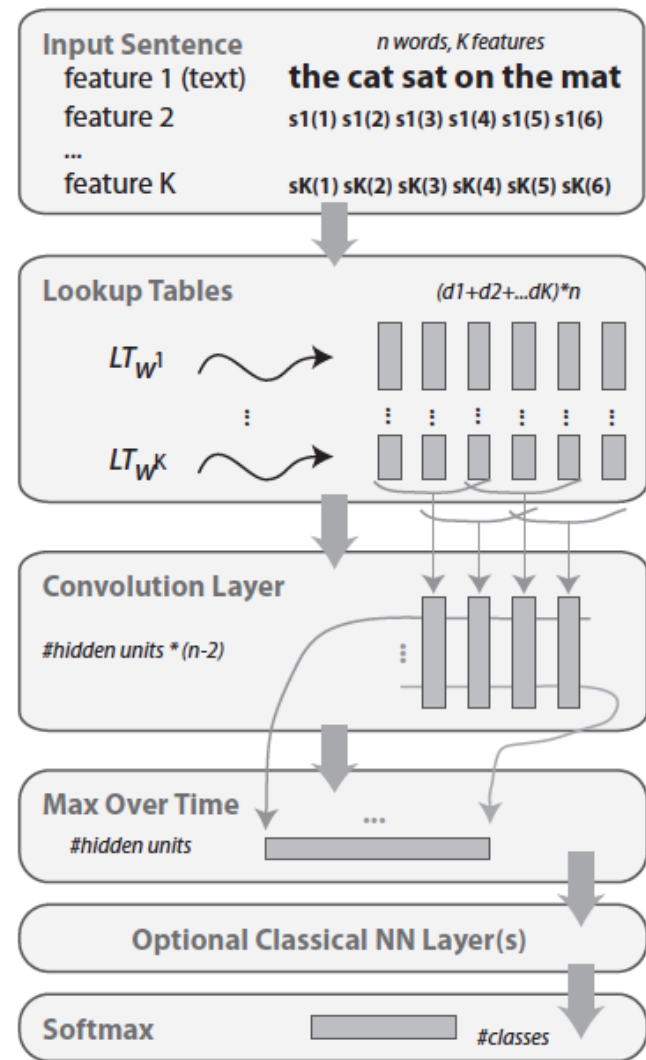 Input Sentence
n words, K features
feature 1 (text) the cat sat on the mat
feature 2 s1(1) s1(2) s1(3) s1(4) s1(5) s1(6)
...
feature K sK(1) sK(2) sK(3) sK(4) sK(5) sK(6)
Lookup Tables
(d1+d2+...dK)*n
LTW1
LTWK
Convolution Layer
#hidden units * (n-2)
Max Over Time
...
#hidden units
Optional Classical NN Layer(s)
Softmax
#classes